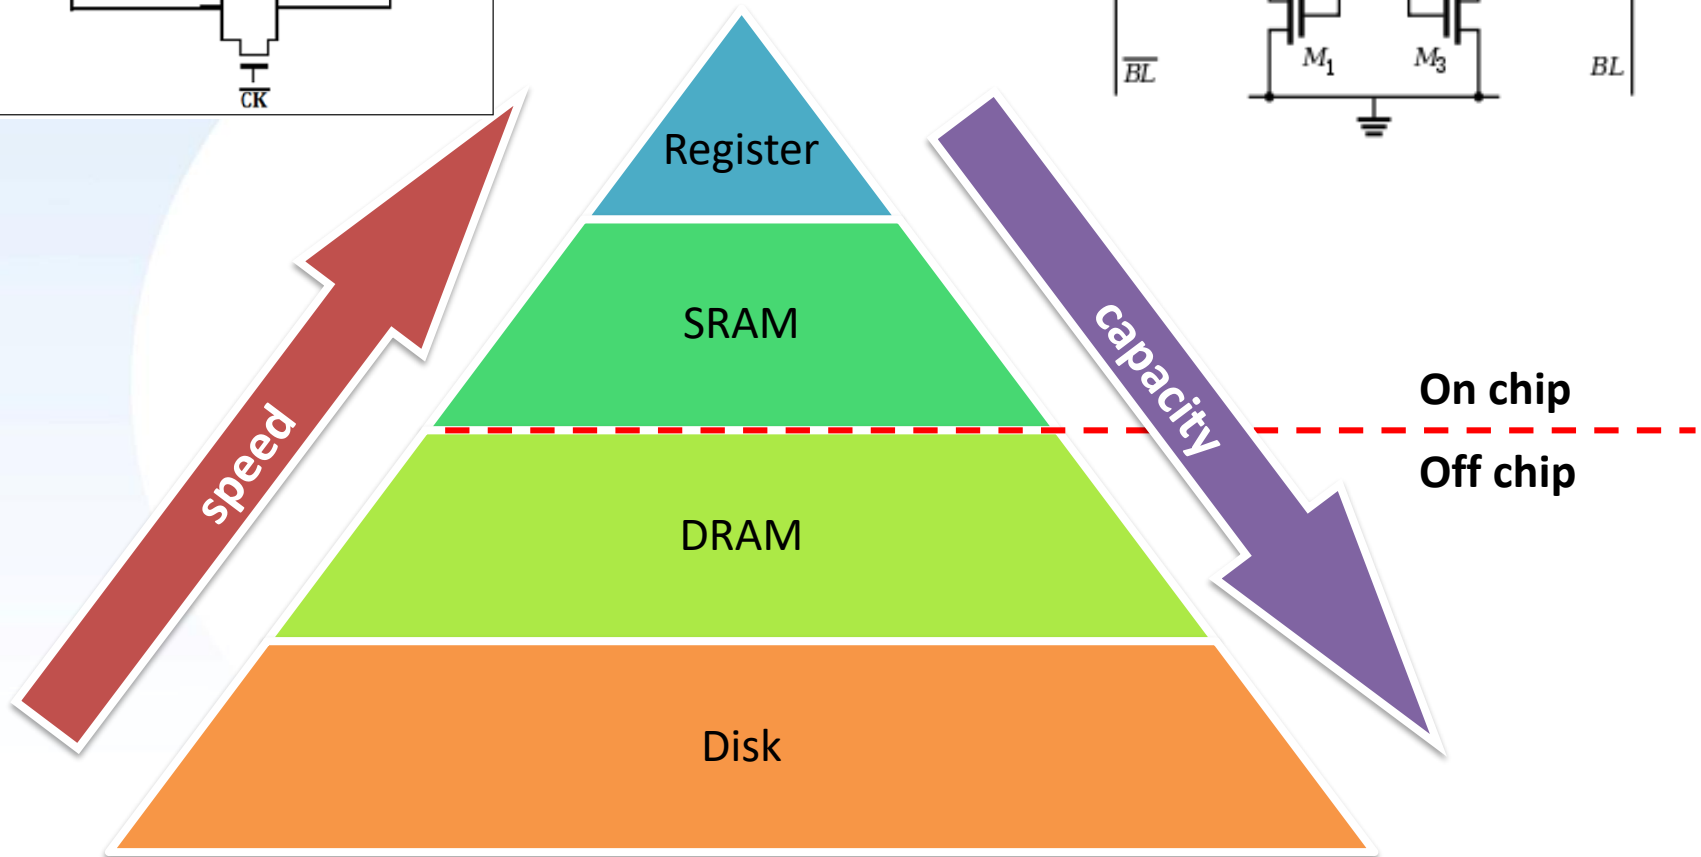 CK
BL
M1
M3
BL
Register
SRAM
speed
capacity
On chip
Off chip
DRAM
Disk